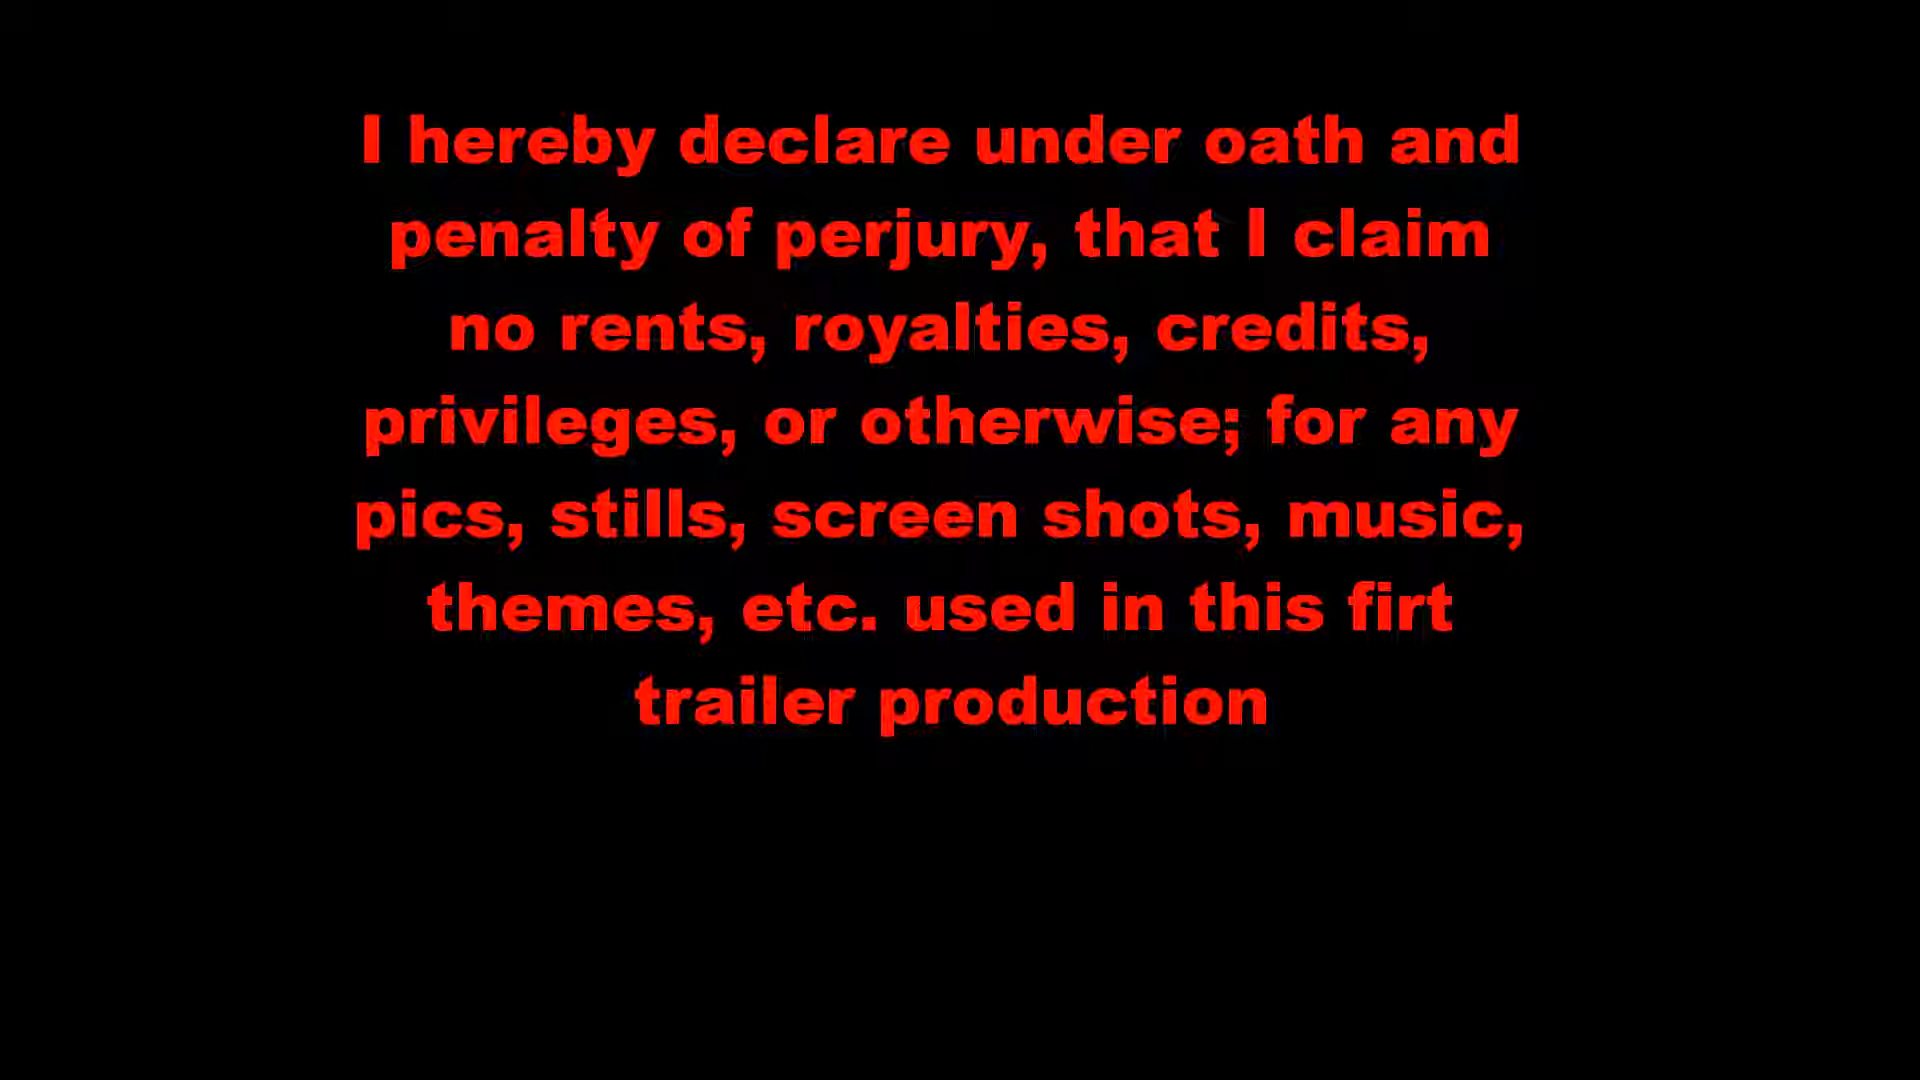 I hereby declare under oath and
penalty of perjury, that I claim
no rents, royalties, credits,
privileges, or otherwise; for any
pics, stills, screen shots, music,
themes, etc. used in this firt
trailer production